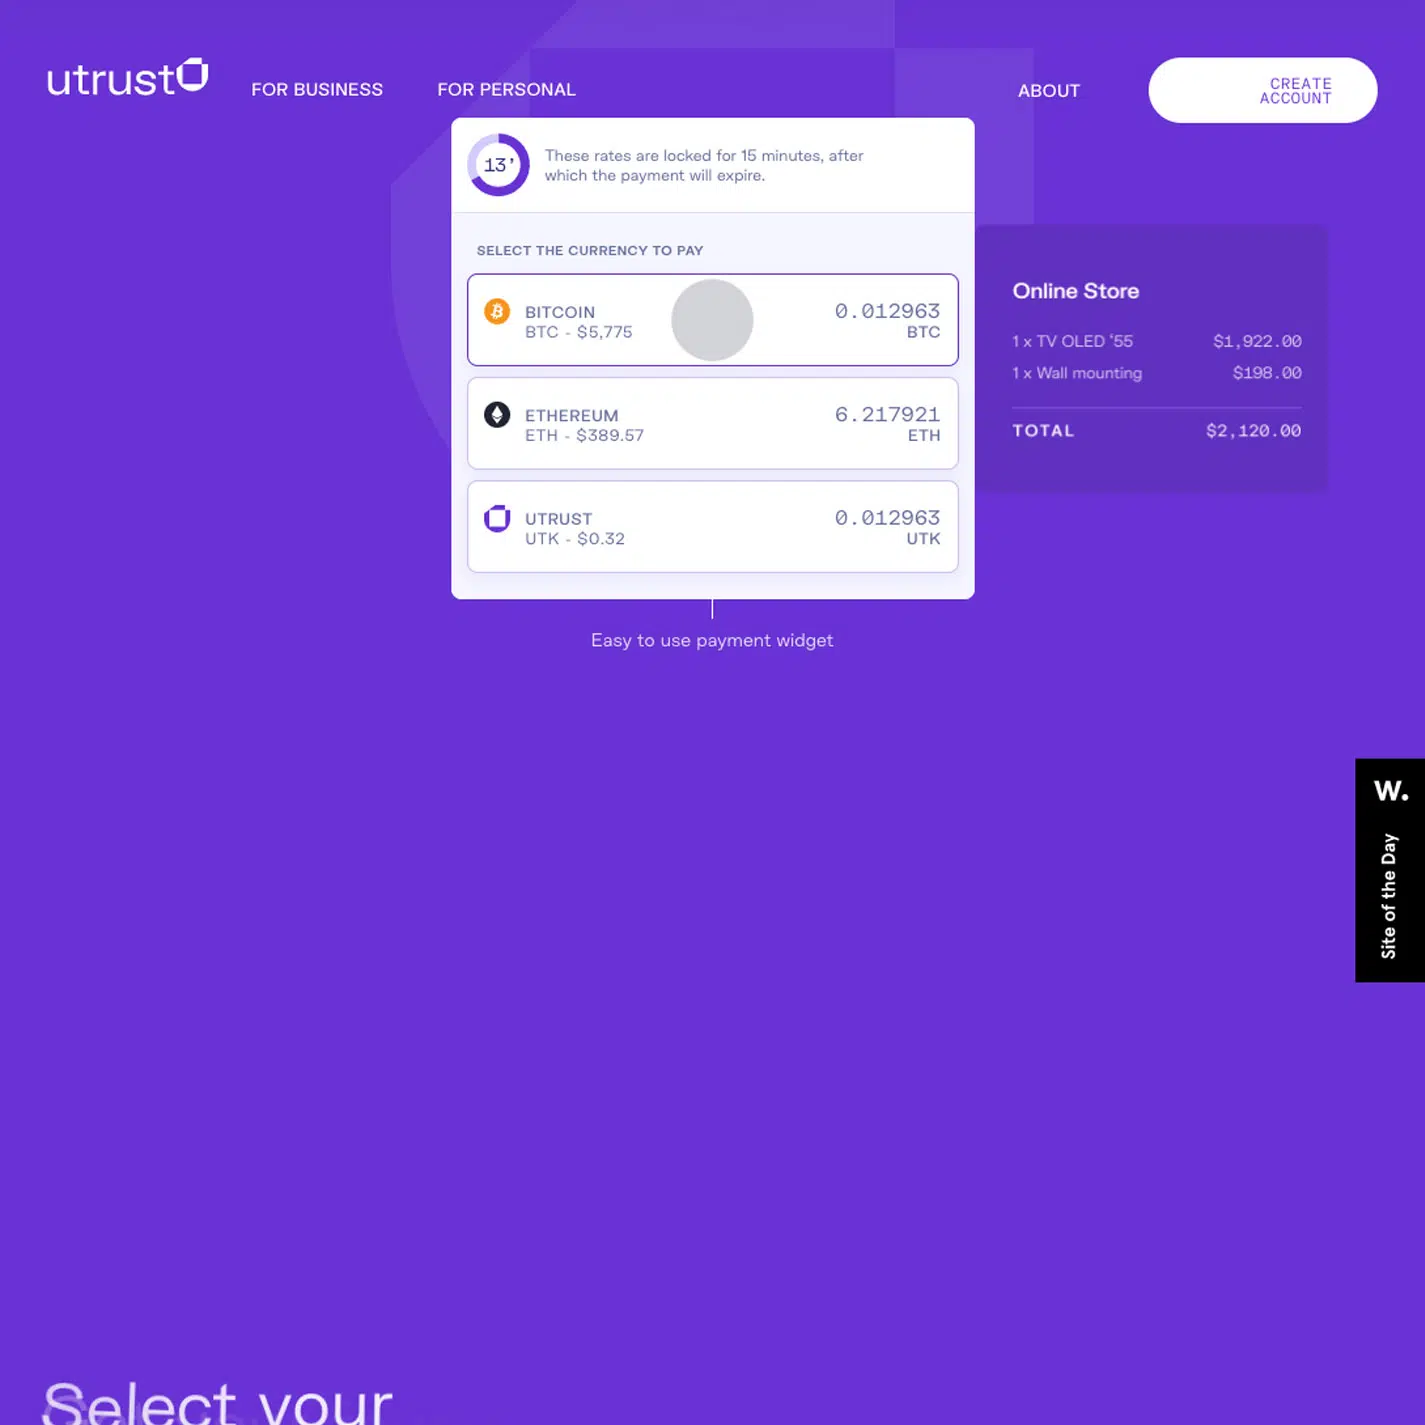 utrust
FOR BUSINESS
FOR PERSONAL
ABOUT
CREATE
ACCOUNT
13’
These rates are locked for 15 minutes, after
which the payment will expire.
SELECT THE CURRENCY TO PAY
BITCOIN
BTC - $5,775
0.012963
BTC
ETHEREUM
ETH - $389.57
6.217921
ETH
UTRUST
UTK - $0.32
0.012963
UTK
Easy to use payment widget
Online Store
1 x TV OLED ‘55 $1,922.00
1 x Wall mounting $198.00
TOTAL $2,120.00
W.
Site of the Day
Select your